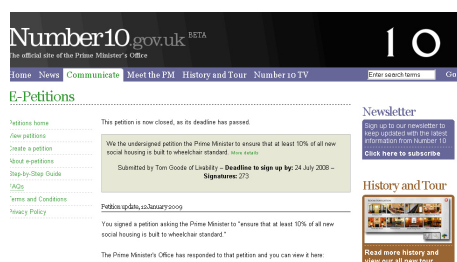 Number10.gov.uk BETA
The official site of the Prime Minister's Office
10
Home News Communicate Meet the PM History and Tour Number 10 TV
Enter search terms Go
E-Petitions
Petitions home
View petitions
Create a petition
About e-petitions
Step-by-Step Guide
FAQs
Terms and Conditions
Privacy Policy
This petition is now closed, as its deadline has passed.
We the undersigned petition the Prime Minister to ensure that at least 10% of all new
social housing is built to wheelchair standard. More details
Submitted by Tom Goode of Livability – Deadline to sign up by: 24 July 2008 –
Signatures: 273
Petition update, 12 January 2009
You signed a petition asking the Prime Minister to "ensure that at least 10% of all new
social housing is built to wheelchair standard."
The Prime Minister's Office has responded to that petition and you can view it here:
Newsletter
Sign up to our newsletter to
keep updated with the latest
information from Number 10
Click here to subscribe
History and Tour
Read more history and
view our all new tour